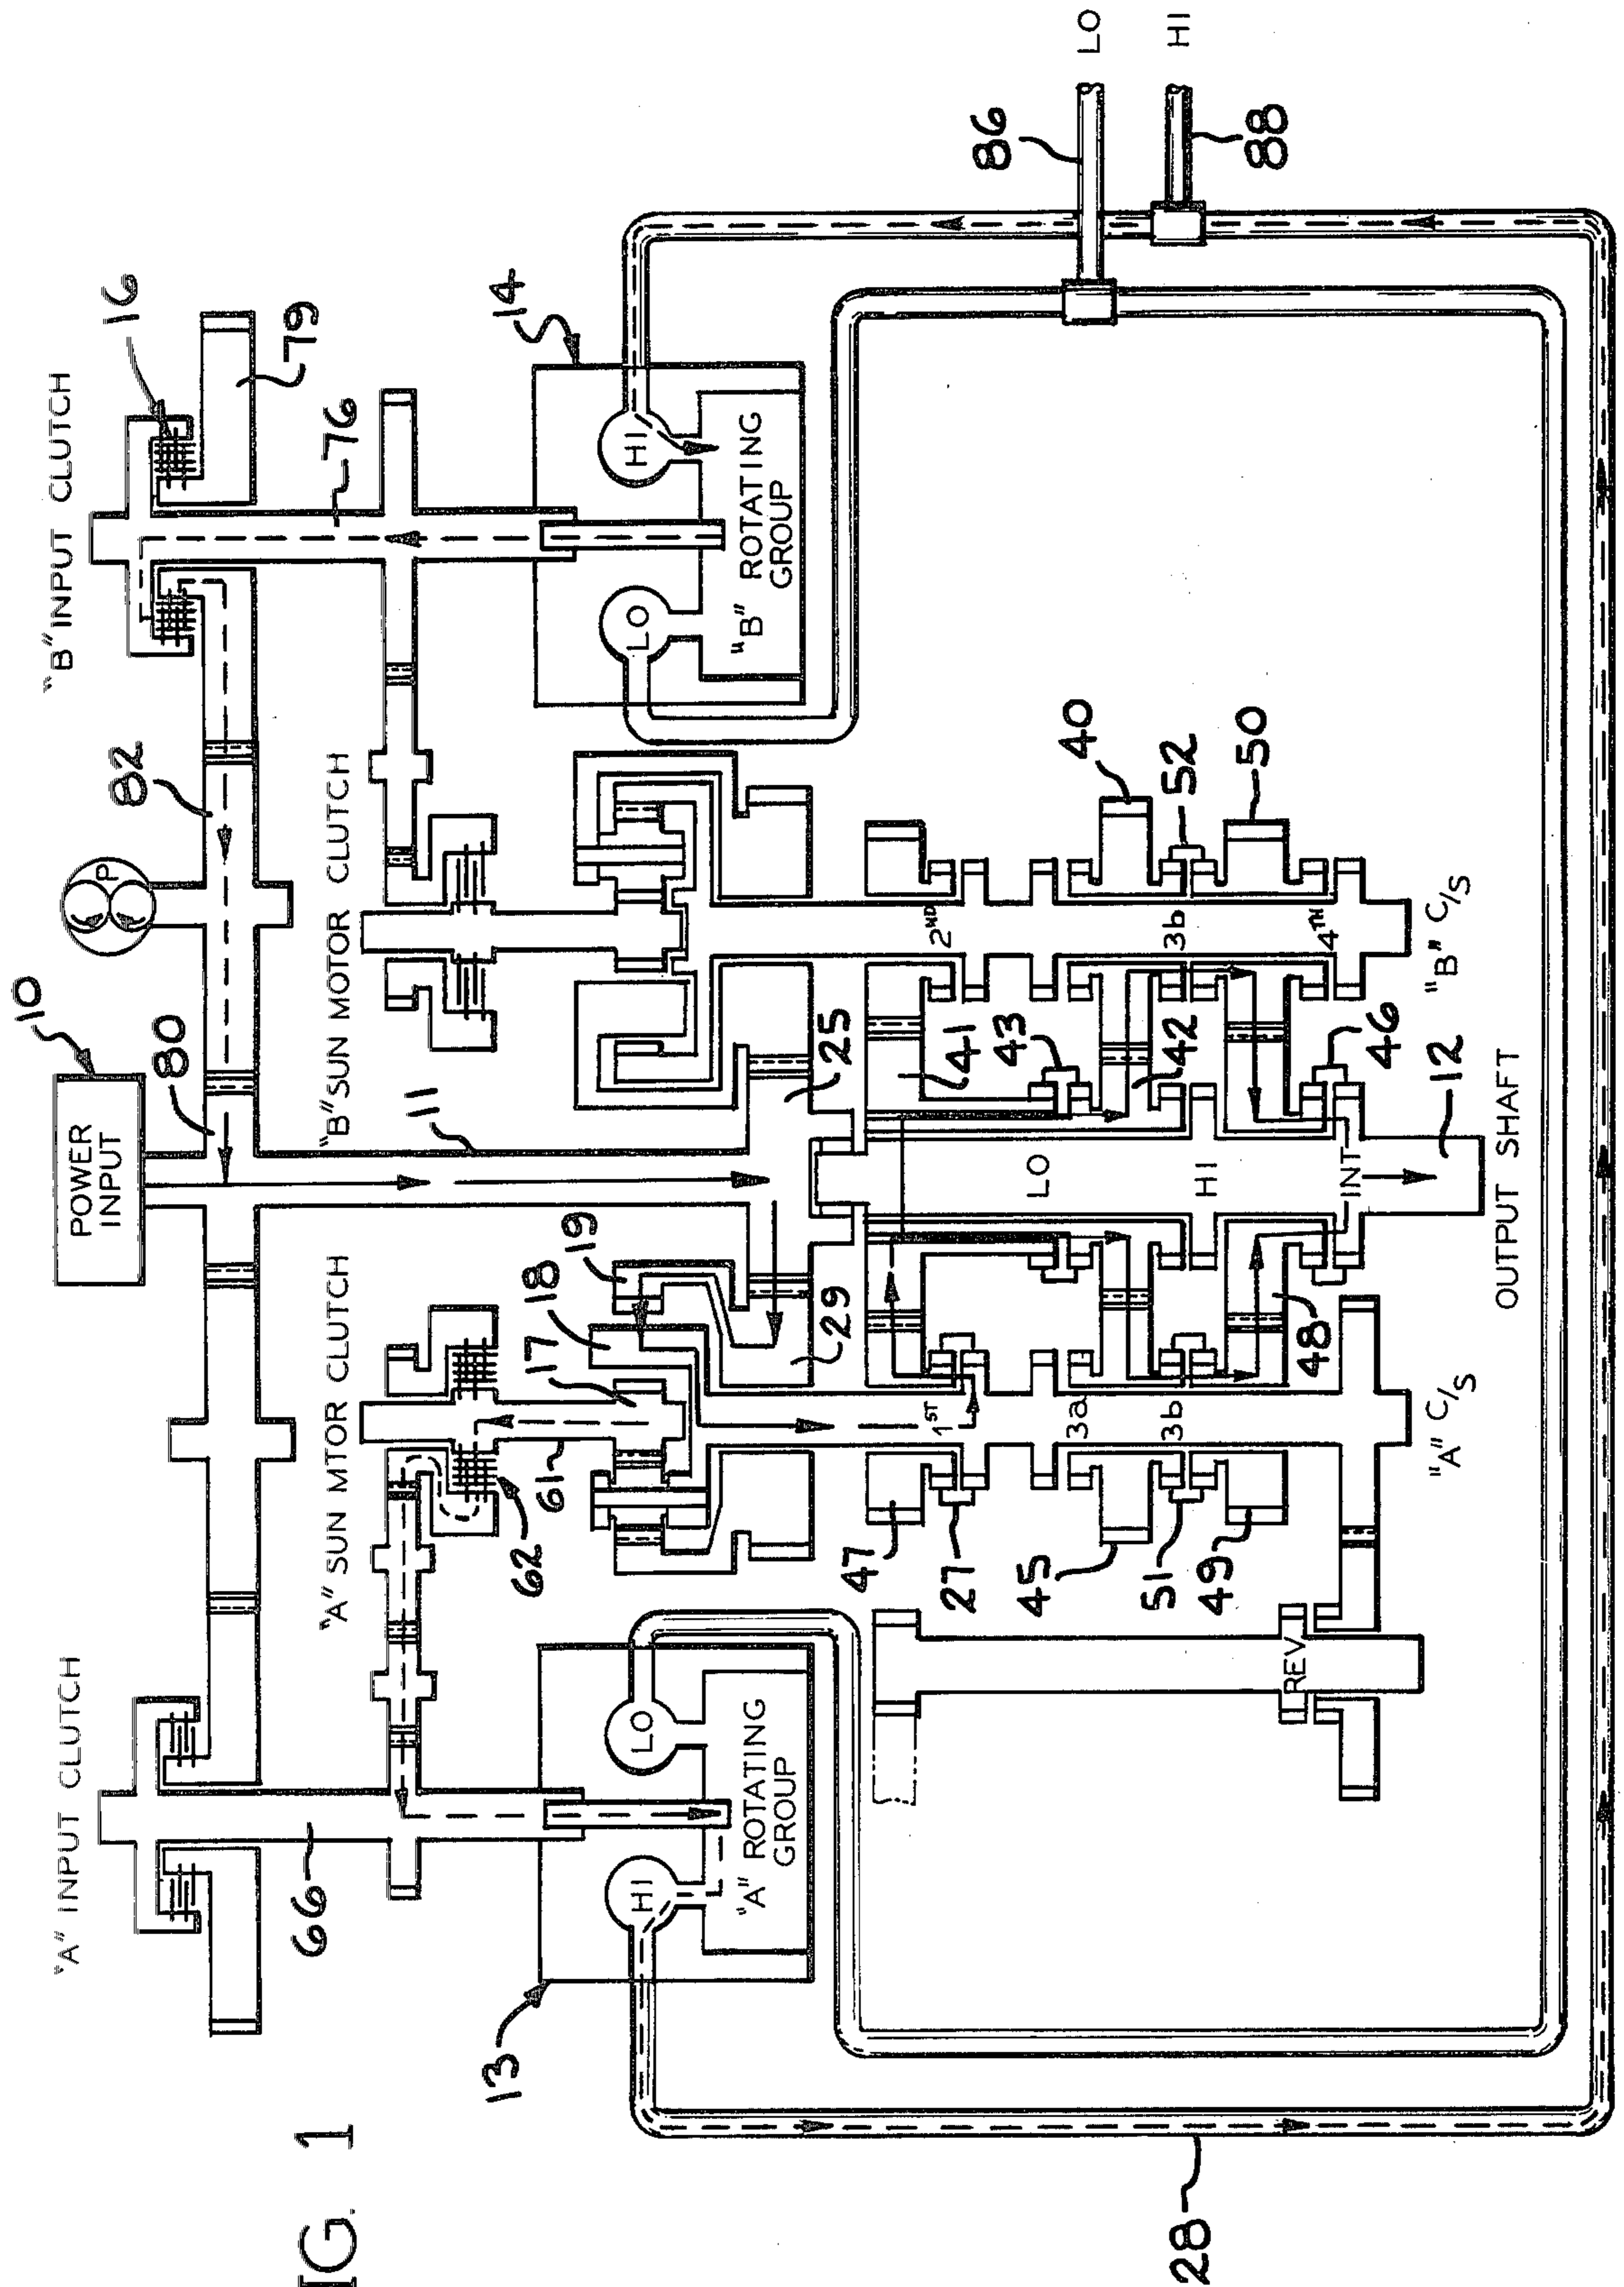 FIG. 1
"A" INPUT CLUTCH
66
13
HI
LO
"A" ROTATING
GROUP
28
10
POWER
INPUT
80
P
82
"B" INPUT CLUTCH
16
79
76
"A" SUN MTOR CLUTCH
62
61
17
18
19
29
11
"B" SUN MOTOR CLUTCH
25
14
LO
HI
"B" ROTATING
GROUP
47
27
45
51
49
48
1ST
3a
3b
REV
"A" C/S
LO
HI
INT
12
OUTPUT SHAFT
41
43
42
46
2ND
3b
4TH
"B" C/S
40
52
50
86
LO
88
HI